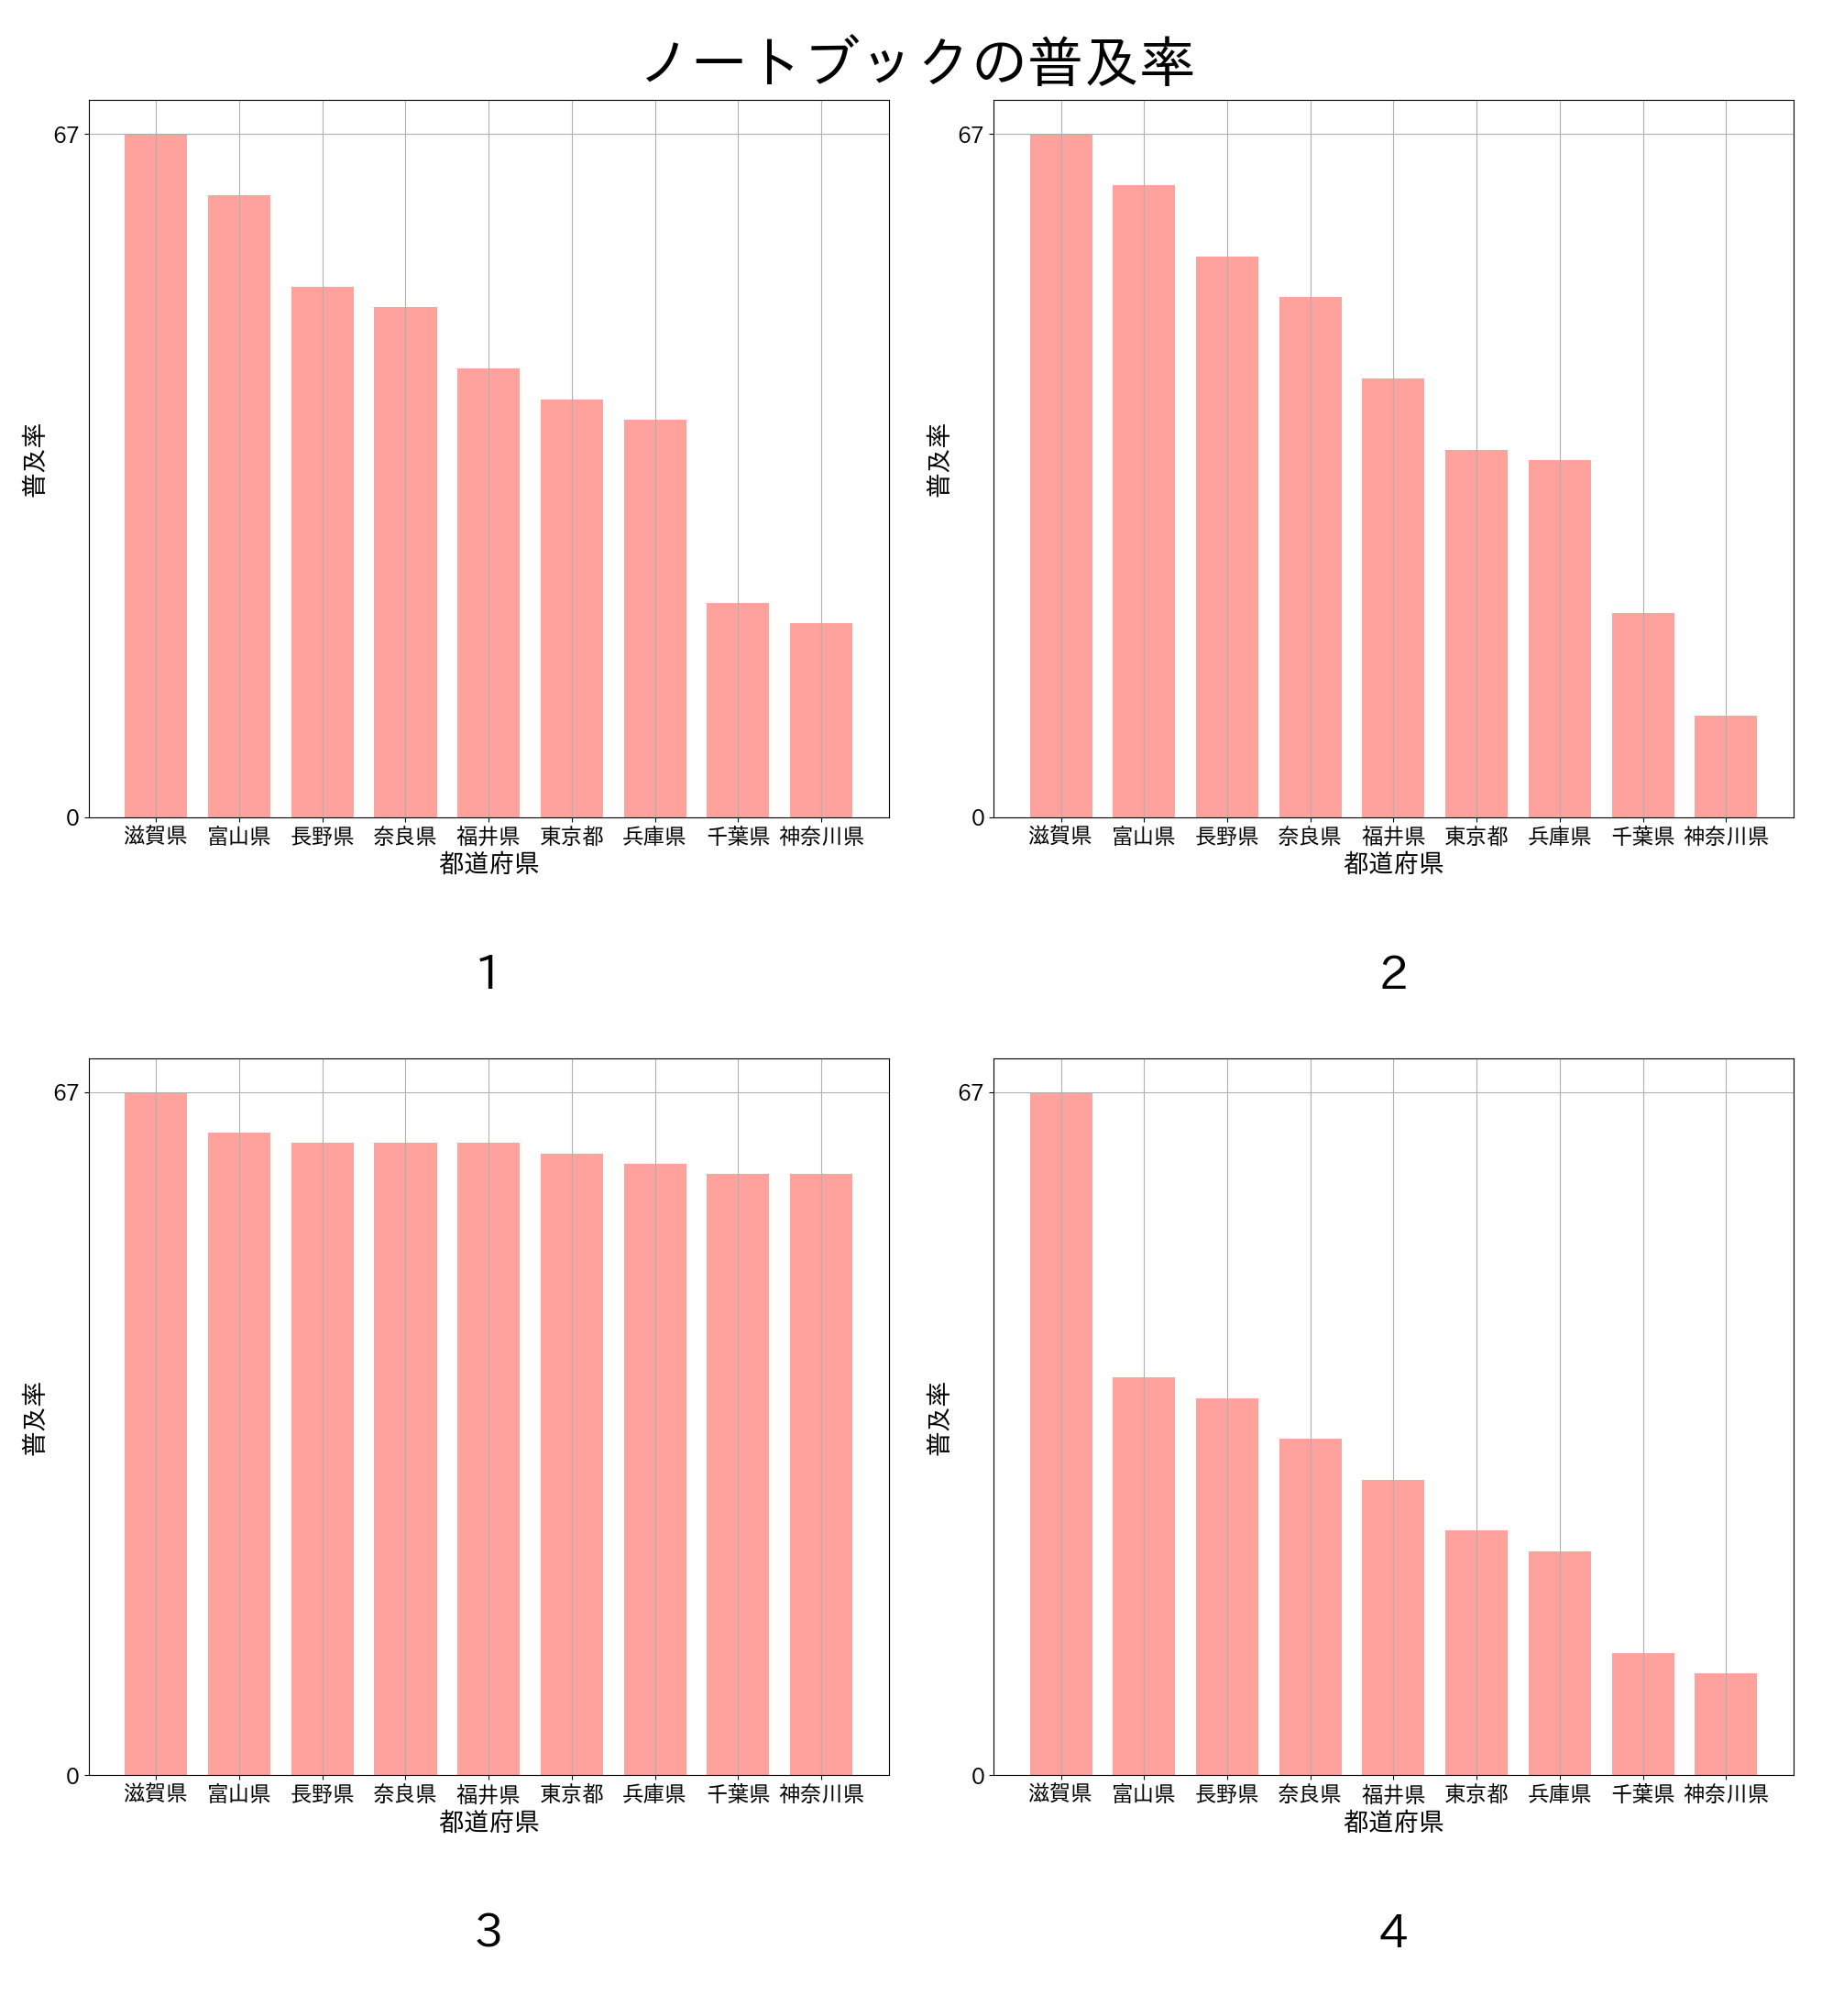 ノートブックの普及率
67
0
普及率
滋賀県 富山県 長野県 奈良県 福井県 東京都 兵庫県 千葉県 神奈川県
都道府県
1
67
0
普及率
滋賀県 富山県 長野県 奈良県 福井県 東京都 兵庫県 千葉県 神奈川県
都道府県
2
67
0
普及率
滋賀県 富山県 長野県 奈良県 福井県 東京都 兵庫県 千葉県 神奈川県
都道府県
3
67
0
普及率
滋賀県 富山県 長野県 奈良県 福井県 東京都 兵庫県 千葉県 神奈川県
都道府県
4